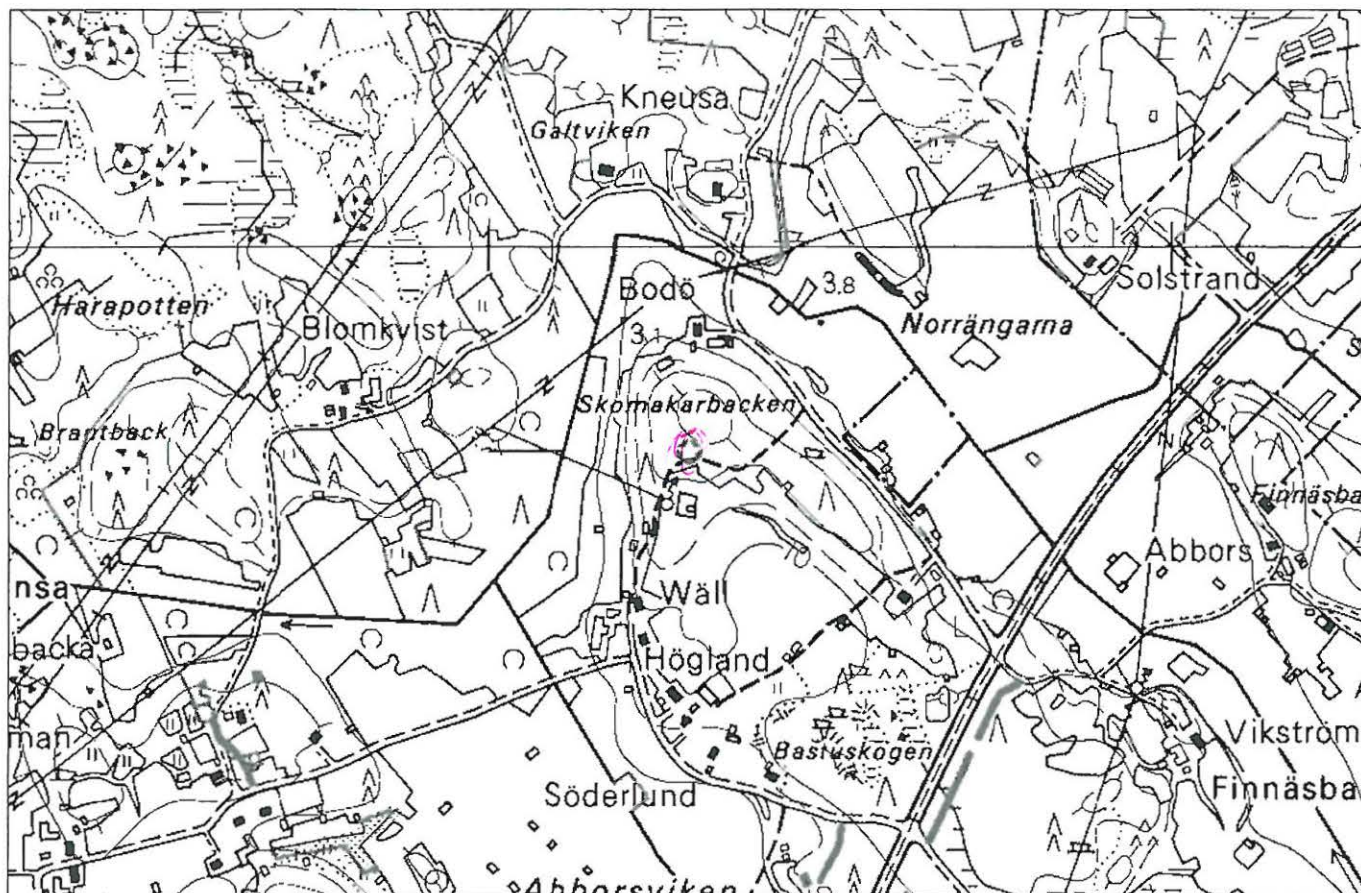 Kneusa
Galtviken
Bodö
3.8
Solstrand
Harapotten
Blomkvist
3.1
Norrängarna
S
Skomakarbacken
Brantback
Finnäsba
Abbors
nsa
Wäll
backa
Högland
L
man
Bastuskogen
Vikström
Söderlund
Finnäsba
Abborsviken